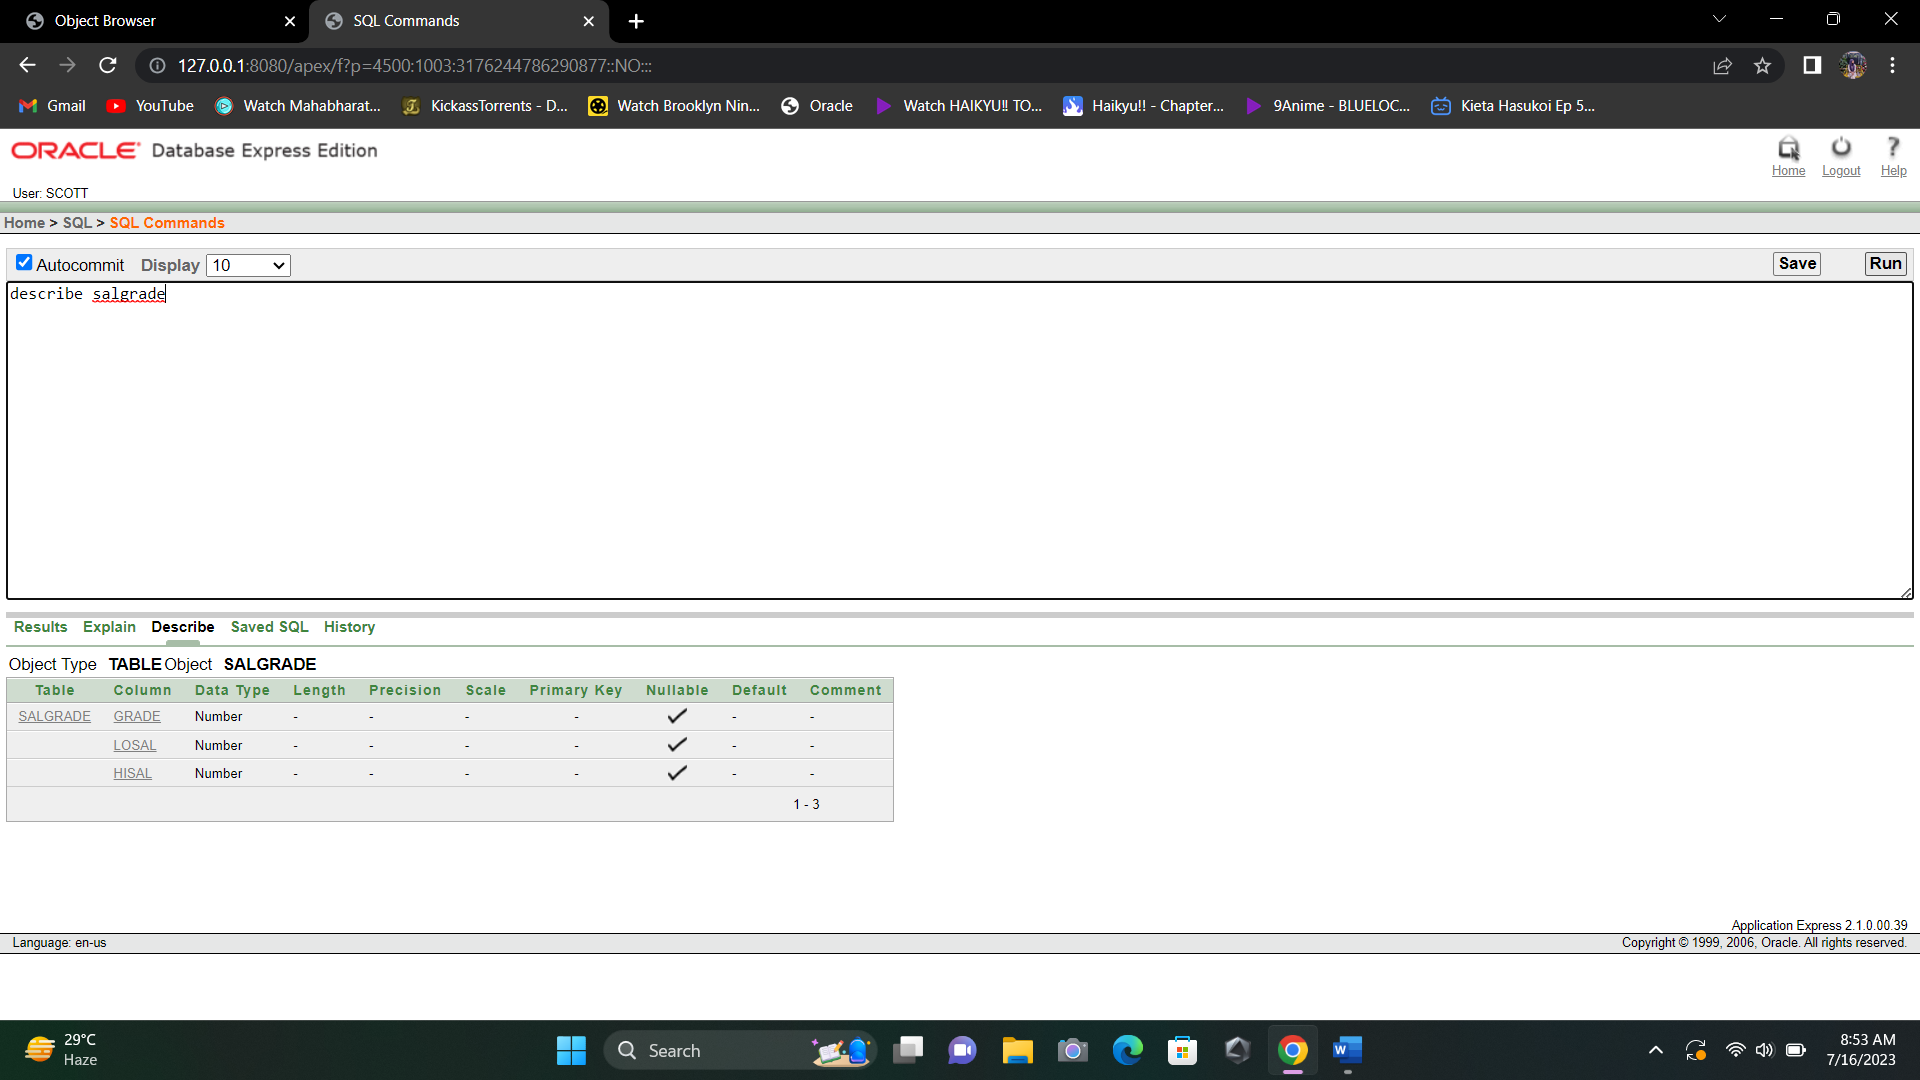 Object Browser
SQL Commands
127.0.0.1:8080/apex/f?p=4500:1003:3176244786290877::NO:::
Gmail YouTube Watch Mahabharat... KickassTorrents - D... Watch Brooklyn Nin... Oracle Watch HAIKYU!! TO... Haikyu!! - Chapter... 9Anime - BLUELOC... Kieta Hasukoi Ep 5...
ORACLE Database Express Edition
Home Logout Help
User: SCOTT
Home > SQL > SQL Commands
Autocommit Display 10 Save Run
describe salgrade
Results Explain Describe Saved SQL History
Object Type TABLE Object SALGRADE
Table Column Data Type Length Precision Scale Primary Key Nullable Default Comment
SALGRADE GRADE Number - - - - - -
LOSAL Number - - - - - -
HISAL Number - - - - - -
1 - 3
Application Express 2.1.0.00.39
Language: en-us Copyright © 1999, 2006, Oracle. All rights reserved.
29°C
Haze
Search
8:53 AM
7/16/2023